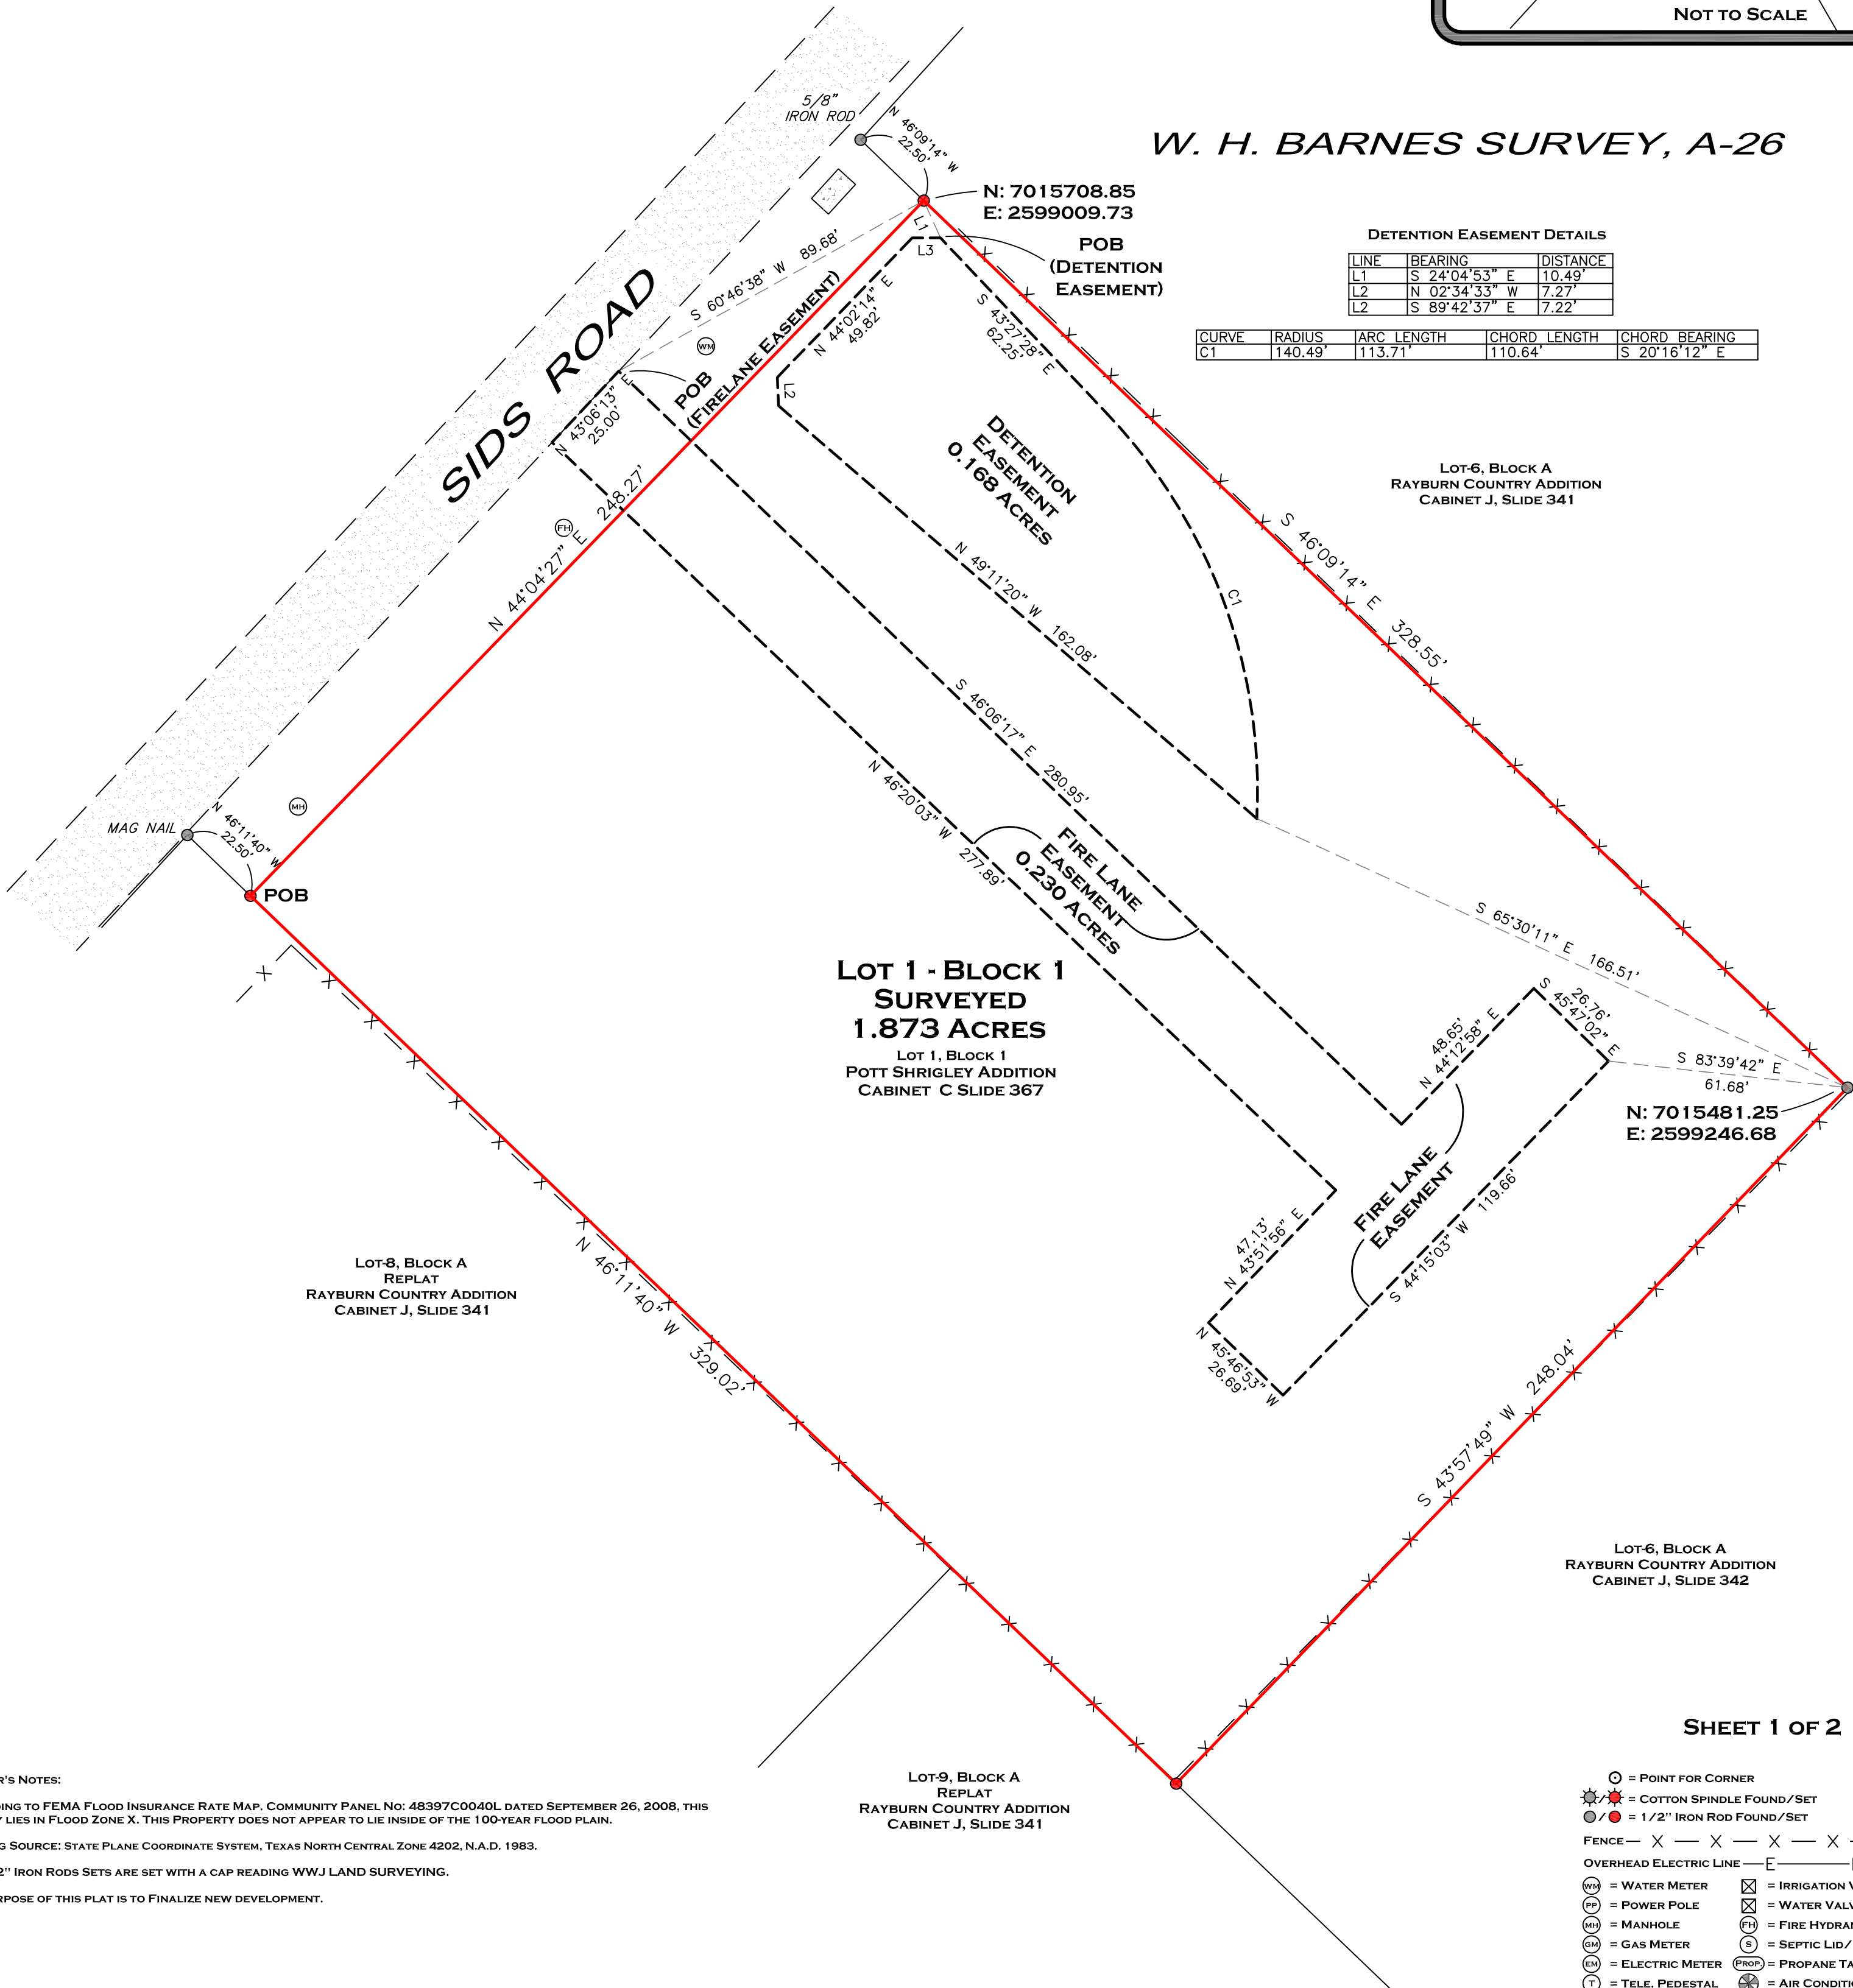 NOT TO SCALE
W. H. BARNES SURVEY, A-26
5/8"
IRON ROD
N 46°09'14" W
22.50'
N: 7015708.85
E: 2599009.73
POB
(DETENTION
EASEMENT)
DETENTION EASEMENT DETAILS
LINE BEARING DISTANCE
L1 S 24°04'53" E 10.49'
L2 N 02°34'33" W 7.27'
L2 S 89°42'37" E 7.22'
CURVE RADIUS ARC LENGTH CHORD LENGTH CHORD BEARING
C1 140.49' 113.71' 110.64' S 20°16'12" E
SIDS ROAD
S 60°46'38" W 89.68'
L1
L3
WM
POB
(FIRELANE EASEMENT)
N 44°02'14" E
49.82'
S 43°27'28" E
62.25'
L2
N 43°06'13" E
25.00'
FH
N 44°04'27" E 248.27'
DETENTION
EASEMENT
0.168 ACRES
LOT-6, BLOCK A
RAYBURN COUNTRY ADDITION
CABINET J, SLIDE 341
C1
S 46°09'14" E 328.55'
N 49°11'20" W 162.08'
S 46°06'17" E 280.95'
N 46°20'03" W 277.89'
MH
MAG NAIL
N 46°11'40" W
22.50'
POB
FIRE LANE
EASEMENT
0.230 ACRES
S 65°30'11" E 166.51'
LOT 1 - BLOCK 1
SURVEYED
1.873 ACRES
LOT 1, BLOCK 1
POTT SHRIGLEY ADDITION
CABINET C SLIDE 367
48.65'
N 44°12'58" E
26.76'
S 45°47'02" E
S 83°39'42" E
61.68'
N: 7015481.25
E: 2599246.68
FIRE LANE
EASEMENT
S 44°15'03" W 119.66'
47.13'
N 43°51'56" E
N 45°46'53" W
26.69'
LOT-8, BLOCK A
REPLAT
RAYBURN COUNTRY ADDITION
CABINET J, SLIDE 341
N 46°11'40" W 329.02'
S 43°57'49" W 248.04'
LOT-6, BLOCK A
RAYBURN COUNTRY ADDITION
CABINET J, SLIDE 342
LOT-9, BLOCK A
REPLAT
RAYBURN COUNTRY ADDITION
CABINET J, SLIDE 341
R'S NOTES:
DING TO FEMA FLOOD INSURANCE RATE MAP. COMMUNITY PANEL NO: 48397C0040L DATED SEPTEMBER 26, 2008, THIS
Y LIES IN FLOOD ZONE X. THIS PROPERTY DOES NOT APPEAR TO LIE INSIDE OF THE 100-YEAR FLOOD PLAIN.
G SOURCE: STATE PLANE COORDINATE SYSTEM, TEXAS NORTH CENTRAL ZONE 4202, N.A.D. 1983.
2" IRON RODS SETS ARE SET WITH A CAP READING WWJ LAND SURVEYING.
RPOSE OF THIS PLAT IS TO FINALIZE NEW DEVELOPMENT.
SHEET 1 OF 2
= POINT FOR CORNER
/ = COTTON SPINDLE FOUND/SET
/ = 1/2" IRON ROD FOUND/SET
FENCE — X — X — X — X
OVERHEAD ELECTRIC LINE — E —
WM = WATER METER = IRRIGATION V
PP = POWER POLE = WATER VALV
MH = MANHOLE FH = FIRE HYDRAN
GM = GAS METER S = SEPTIC LID/
EM = ELECTRIC METER PROP. = PROPANE TA
T = TELE. PEDESTAL = AIR CONDITIO